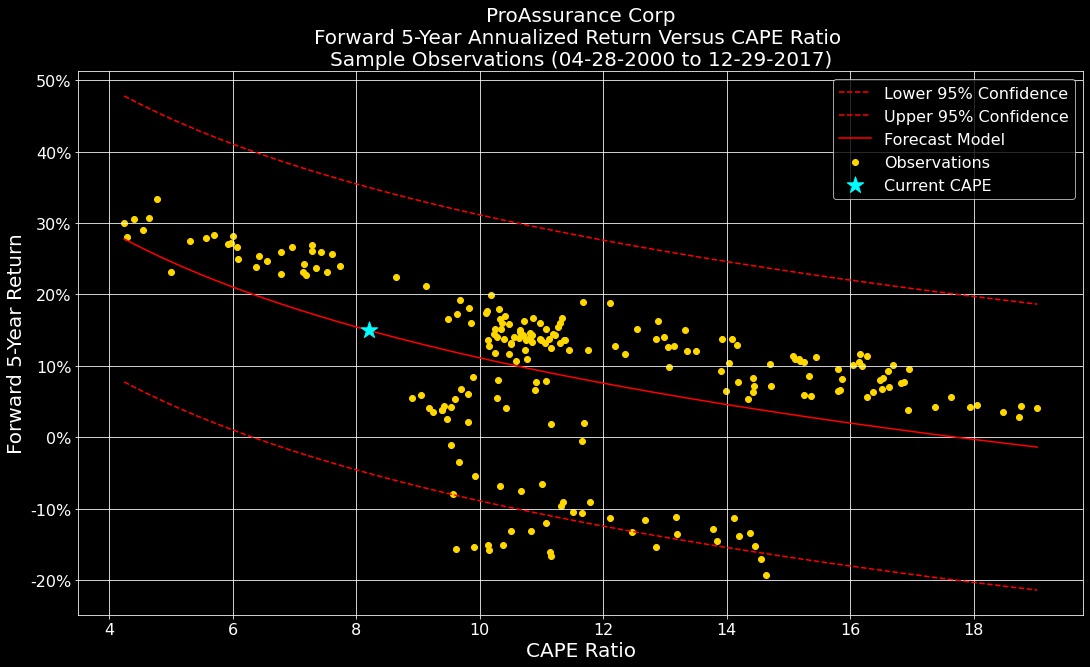 ProAssurance Corp
Forward 5-Year Annualized Return Versus CAPE Ratio
Sample Observations (04-28-2000 to 12-29-2017)
Lower 95% Confidence
Upper 95% Confidence
Forecast Model
Observations
Current CAPE
Forward 5-Year Return
50%
40%
30%
20%
10%
0%
-10%
-20%
4 6 8 10 12 14 16 18
CAPE Ratio